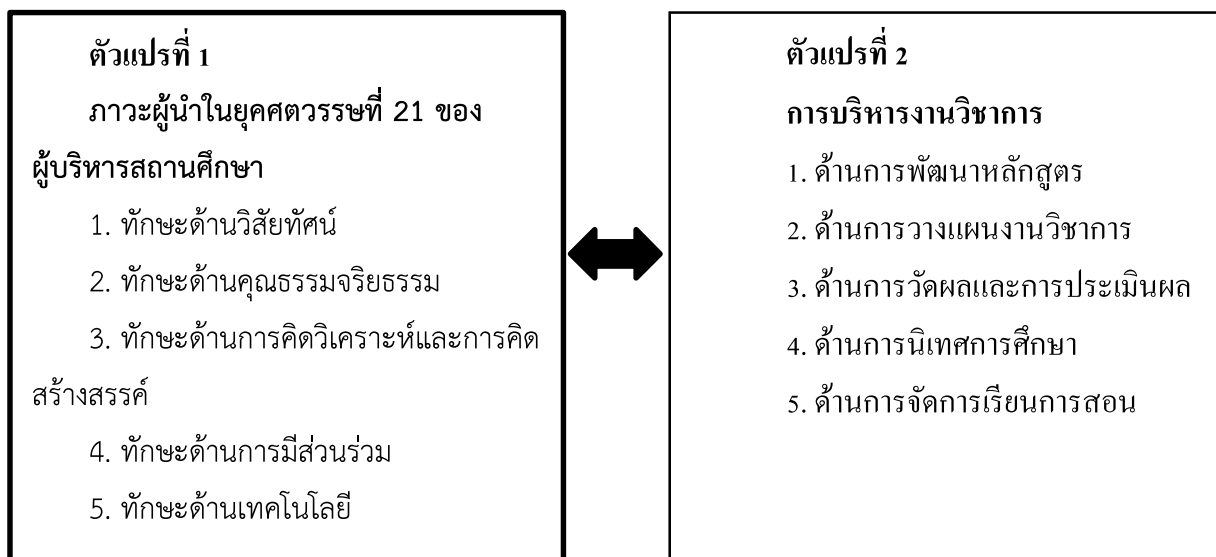 ตัวแปรที่ 1
ภาวะผู้นำในยุคศตวรรษที่ 21 ของ
ผู้บริหารสถานศึกษา
1. ทักษะด้านวิสัยทัศน์
2. ทักษะด้านคุณธรรมจริยธรรม
3. ทักษะด้านการคิดวิเคราะห์และการคิด
สร้างสรรค์
4. ทักษะด้านการมีส่วนร่วม
5. ทักษะด้านเทคโนโลยี
ตัวแปรที่ 2
การบริหารงานวิชาการ
1. ด้านการพัฒนาหลักสูตร
2. ด้านการวางแผนงานวิชาการ
3. ด้านการวัดผลและการประเมินผล
4. ด้านการนิเทศการศึกษา
5. ด้านการจัดการเรียนการสอน